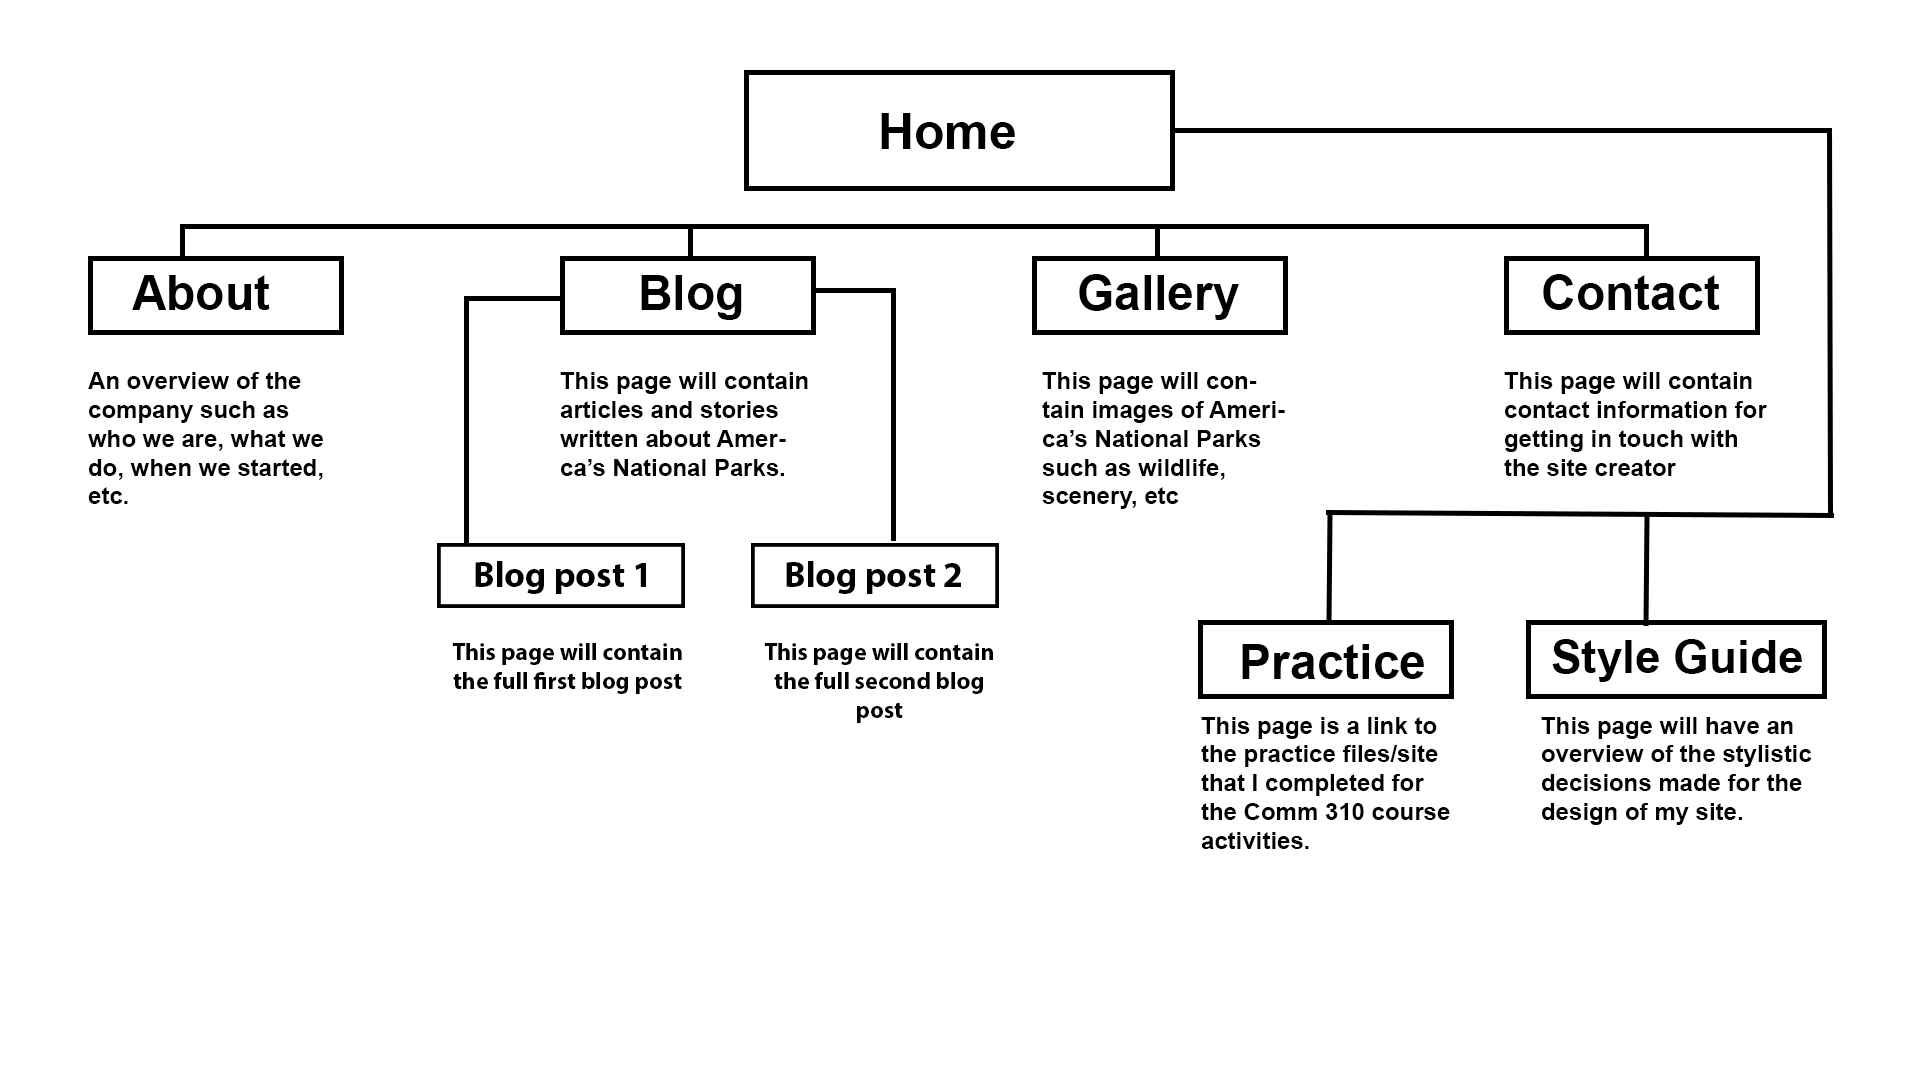 Home
About
Blog
Gallery
Contact
An overview of the
company such as
who we are, what we
do, when we started,
etc.
This page will contain
articles and stories
written about Amer-
ca’s National Parks.
This page will con-
tain images of Ameri-
ca’s National Parks
such as wildlife,
scenery, etc
This page will contain
contact information for
getting in touch with
the site creator
Blog post 1
Blog post 2
This page will contain
the full first blog post
This page will contain
the full second blog
post
Practice
Style Guide
This page is a link to
the practice files/site
that I completed for
the Comm 310 course
activities.
This page will have an
overview of the stylistic
decisions made for the
design of my site.